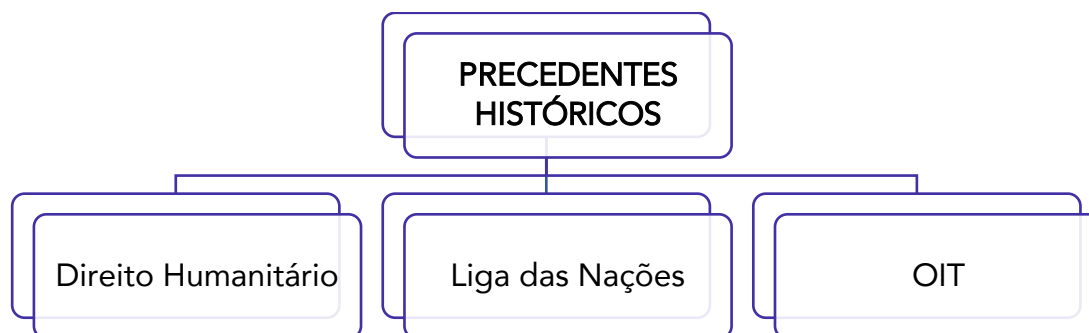 PRECEDENTES
HISTÓRICOS
Direito Humanitário
Liga das Nações
OIT